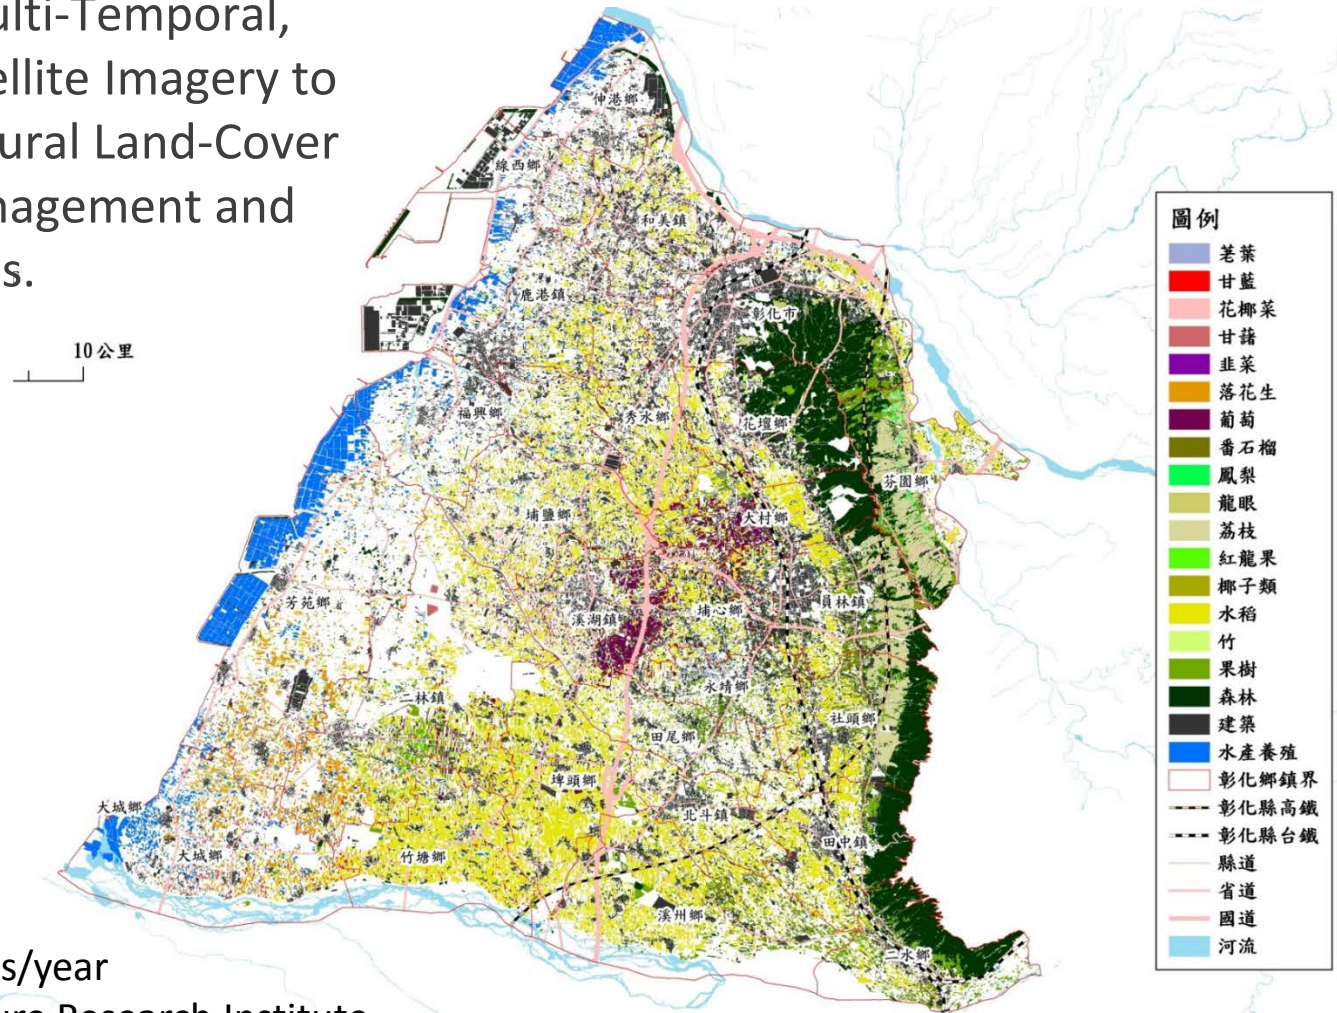 ulti-Temporal,
ellite Imagery to
ural Land-Cover
nagement and
s.
10公里
伸港鄉
線西鄉
和美鎮
鹿港鎮
彰化市
福興鄉
秀水鄉
花壇鄉
芬園鄉
埔鹽鄉
大村鄉
芳苑鄉
溪湖鎮
埔心鄉
員林鎮
二林鎮
永靖鄉
社頭鄉
田尾鄉
埤頭鄉
大城鄉
北斗鎮
田中鎮
大城鄉
竹塘鄉
溪州鄉
二水鄉
圖例
荖葉
甘藍
花椰菜
甘藷
韭菜
落花生
葡萄
番石榴
鳳梨
龍眼
荔枝
紅龍果
椰子類
水稻
竹
果樹
森林
建築
水產養殖
彰化鄉鎮界
彰化縣高鐵
彰化縣台鐵
縣道
省道
國道
河流
s/year
ure Research Institute